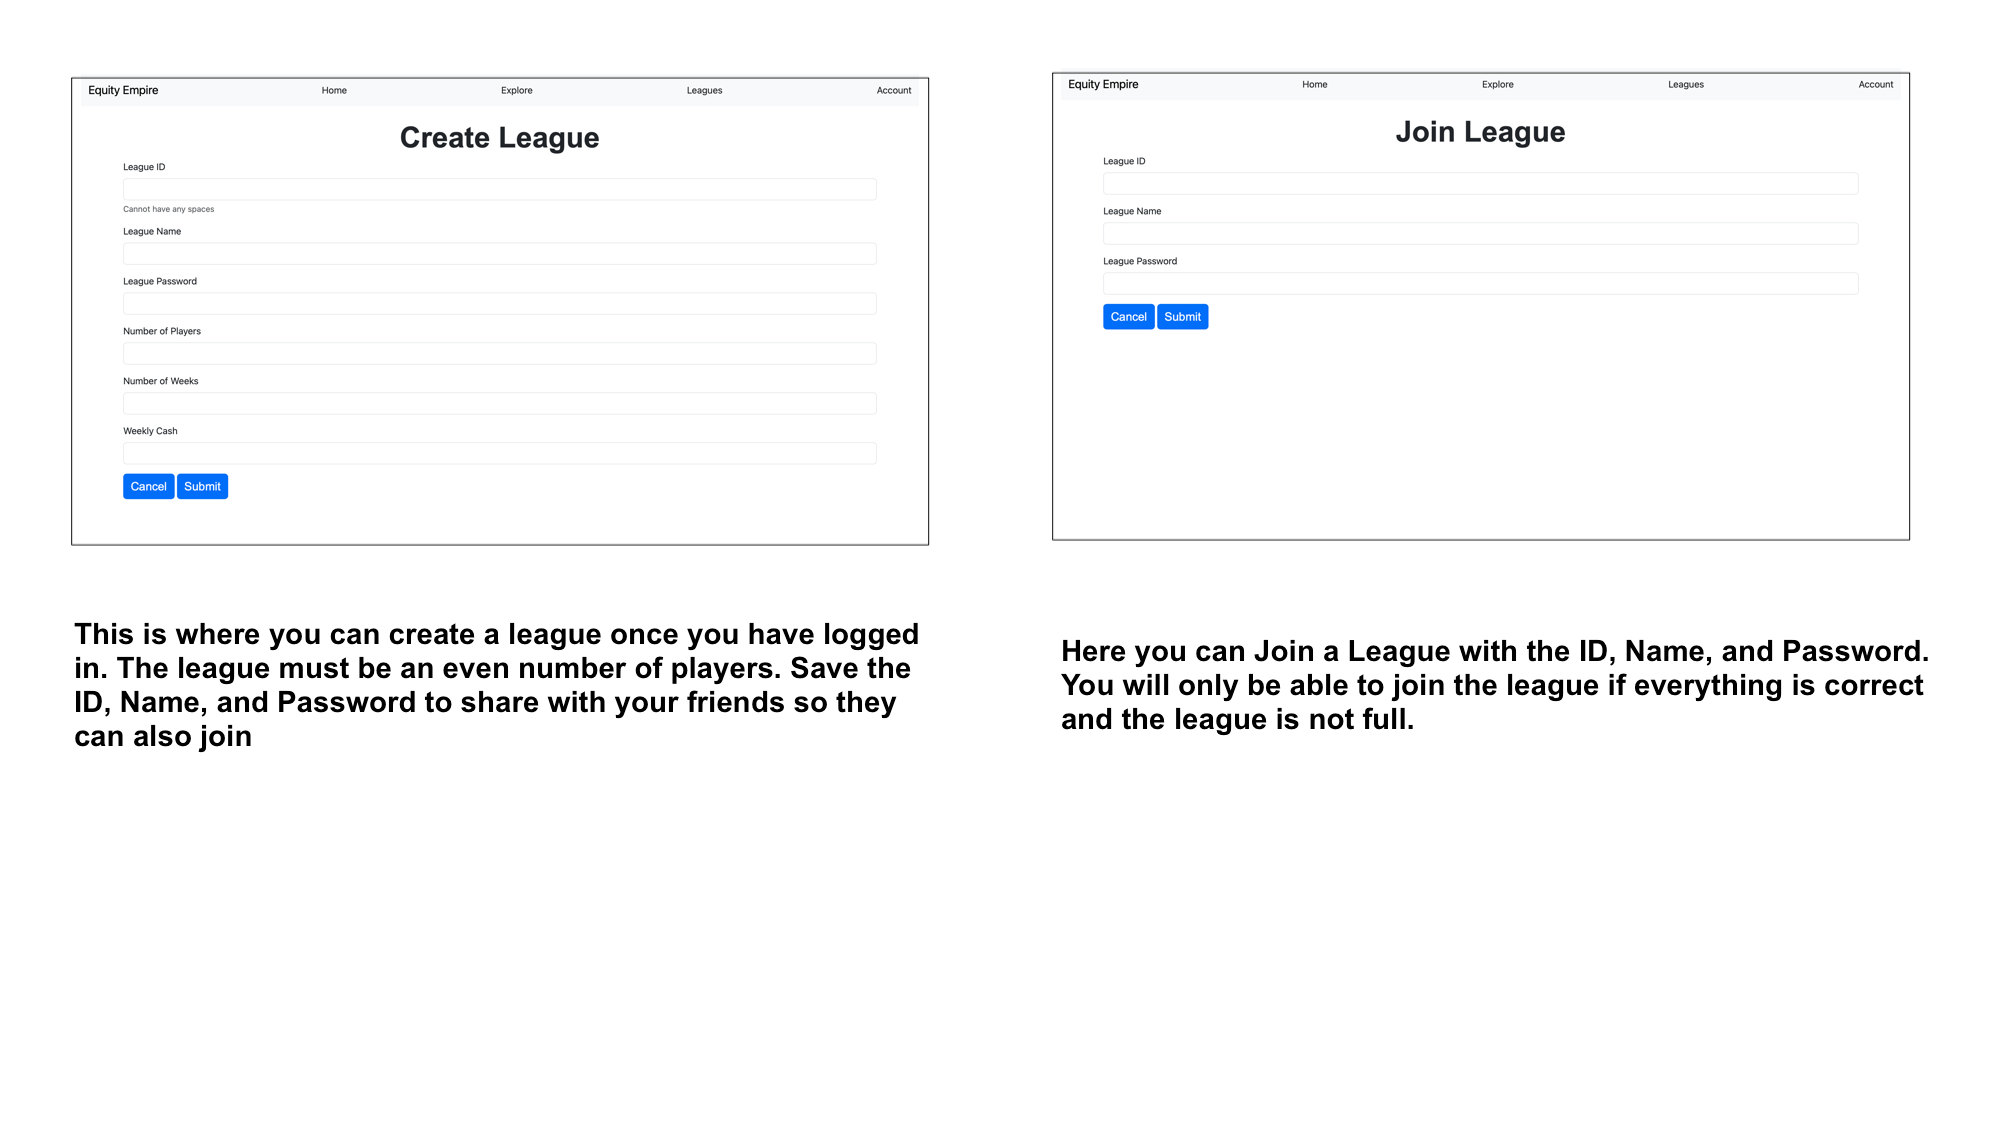 Equity Empire Home Explore Leagues Account
Create League
League ID
Cannot have any spaces
League Name
League Password
Number of Players
Number of Weeks
Weekly Cash
Cancel Submit
This is where you can create a league once you have logged
in. The league must be an even number of players. Save the
ID, Name, and Password to share with your friends so they
can also join
Equity Empire Home Explore Leagues Account
Join League
League ID
League Name
League Password
Cancel Submit
Here you can Join a League with the ID, Name, and Password.
You will only be able to join the league if everything is correct
and the league is not full.